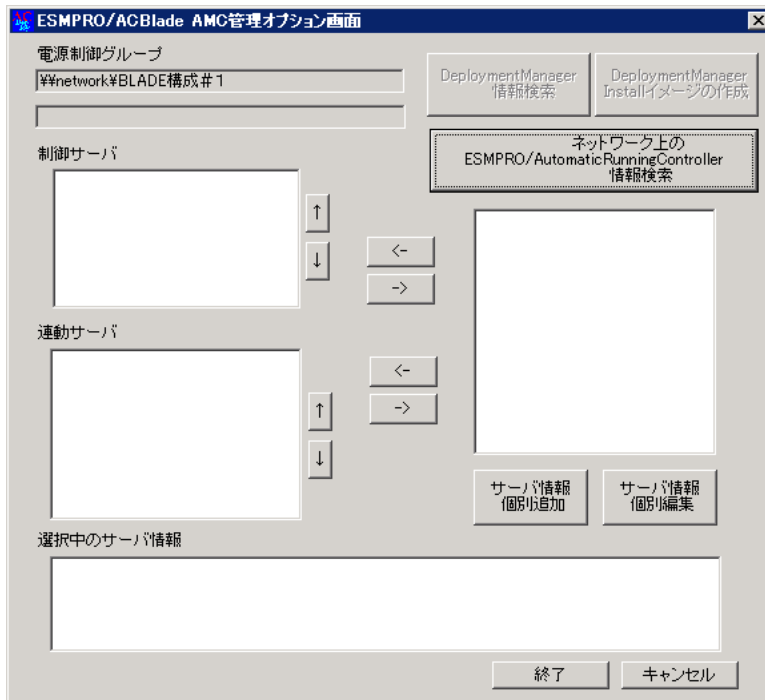 ESMPRO/ACBlade AMC管理オプション画面
電源制御グループ
¥¥network¥BLADE構成#1
DeploymentManager
情報検索
DeploymentManager
Installイメージの作成
ネットワーク上の
ESMPRO/AutomaticRunningController
情報検索
制御サーバ
↑
↓
<-
->
連動サーバ
<-
->
↑
↓
サーバ情報
個別追加
サーバ情報
個別編集
選択中のサーバ情報
終了
キャンセル